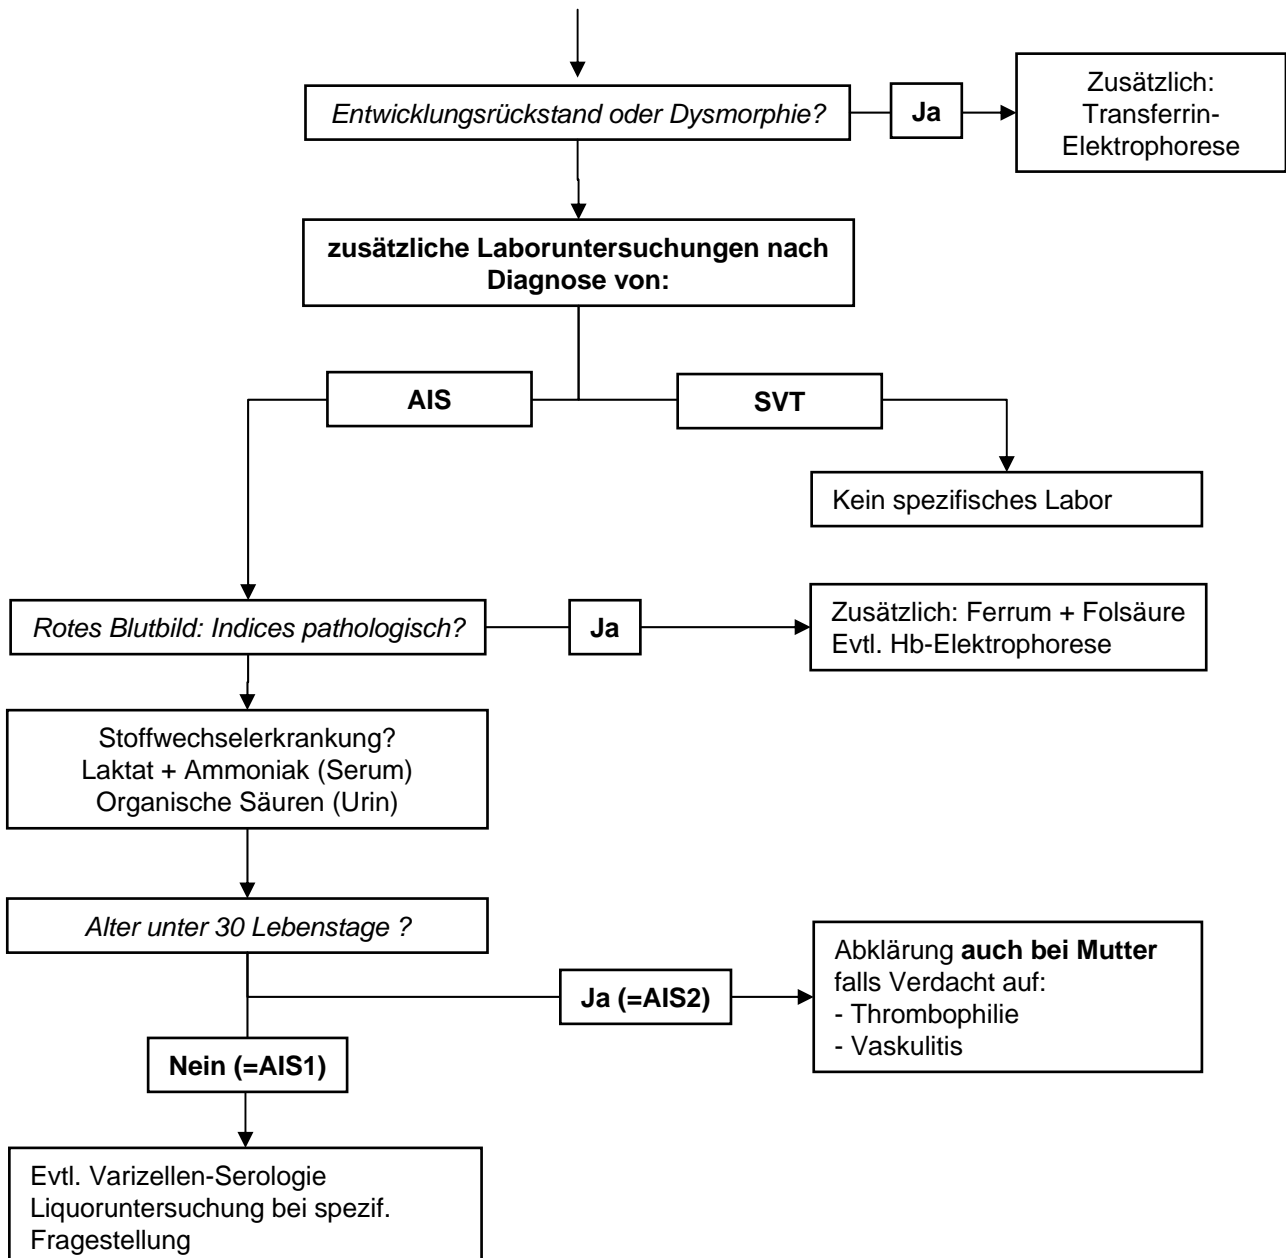 Entwicklungsrückstand oder Dysmorphie?
Ja
Zusätzlich:
Transferrin-
Elektrophorese
zusätzliche Laboruntersuchungen nach
Diagnose von:
AIS
SVT
Kein spezifisches Labor
Rotes Blutbild: Indices pathologisch?
Ja
Zusätzlich: Ferrum + Folsäure
Evtl. Hb-Elektrophorese
Stoffwechselerkrankung?
Laktat + Ammoniak (Serum)
Organische Säuren (Urin)
Alter unter 30 Lebenstage ?
Ja (=AIS2)
Abklärung auch bei Mutter
falls Verdacht auf:
- Thrombophilie
- Vaskulitis
Nein (=AIS1)
Evtl. Varizellen-Serologie
Liquoruntersuchung bei spezif.
Fragestellung